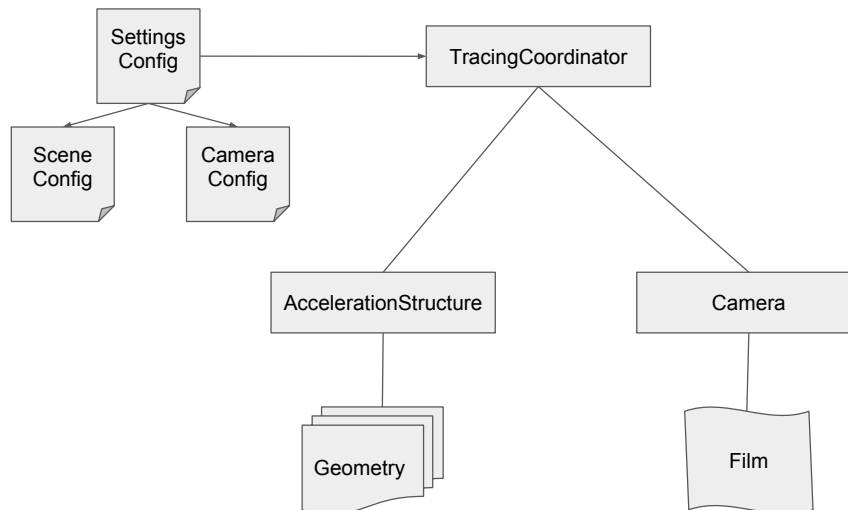 Settings
Config
TracingCoordinator
Scene
Config
Camera
Config
AccelerationStructure
Camera
Geometry
Film